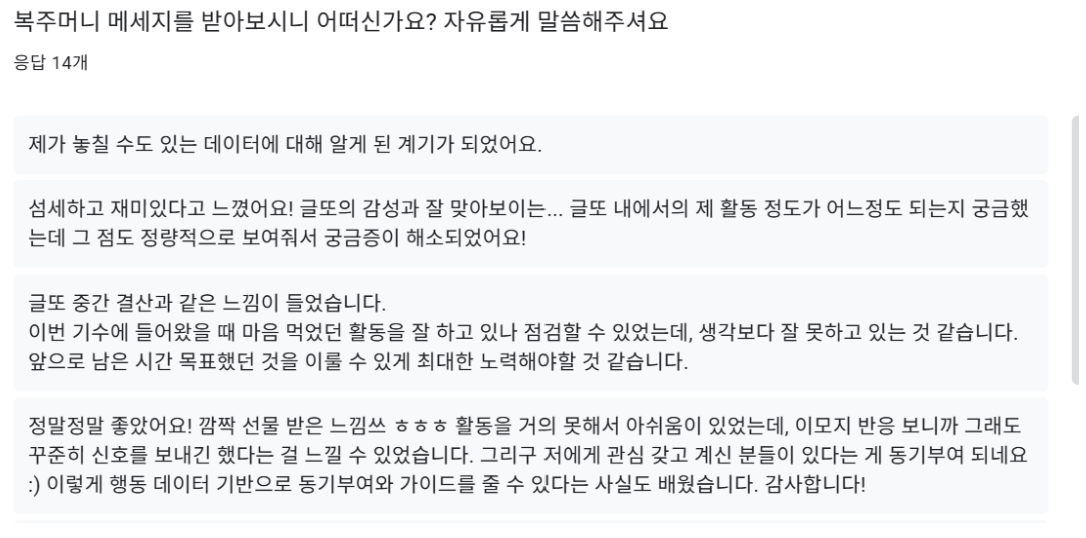 복주머니 메세지를 받아보시니 어떠신가요? 자유롭게 말씀해주셔요
응답 14개
제가 놓칠 수도 있는 데이터에 대해 알게 된 계기가 되었어요.
섬세하고 재미있다고 느꼈어요! 글또의 감성과 잘 맞아보이는... 글또 내에서의 제 활동 정도가 어느정도 되는지 궁금했
는데 그 점도 정량적으로 보여줘서 궁금증이 해소되었어요!
글또 중간 결산과 같은 느낌이 들었습니다.
이번 기수에 들어왔을 때 마음 먹었던 활동을 잘 하고 있나 점검할 수 있었는데, 생각보다 잘 못하고 있는 것 같습니다.
앞으로 남은 시간 목표했던 것을 이룰 수 있게 최대한 노력해야할 것 같습니다.
정말정말 좋았어요! 깜짝 선물 받은 느낌쓰 ㅎㅎㅎ 활동을 거의 못해서 아쉬움이 있었는데, 이모지 반응 보니까 그래도
꾸준히 신호를 보내긴 했다는 걸 느낄 수 있었습니다. 그리구 저에게 관심 갖고 계신 분들이 있다는 게 동기부여 되네요
:) 이렇게 행동 데이터 기반으로 동기부여와 가이드를 줄 수 있다는 사실도 배웠습니다. 감사합니다!